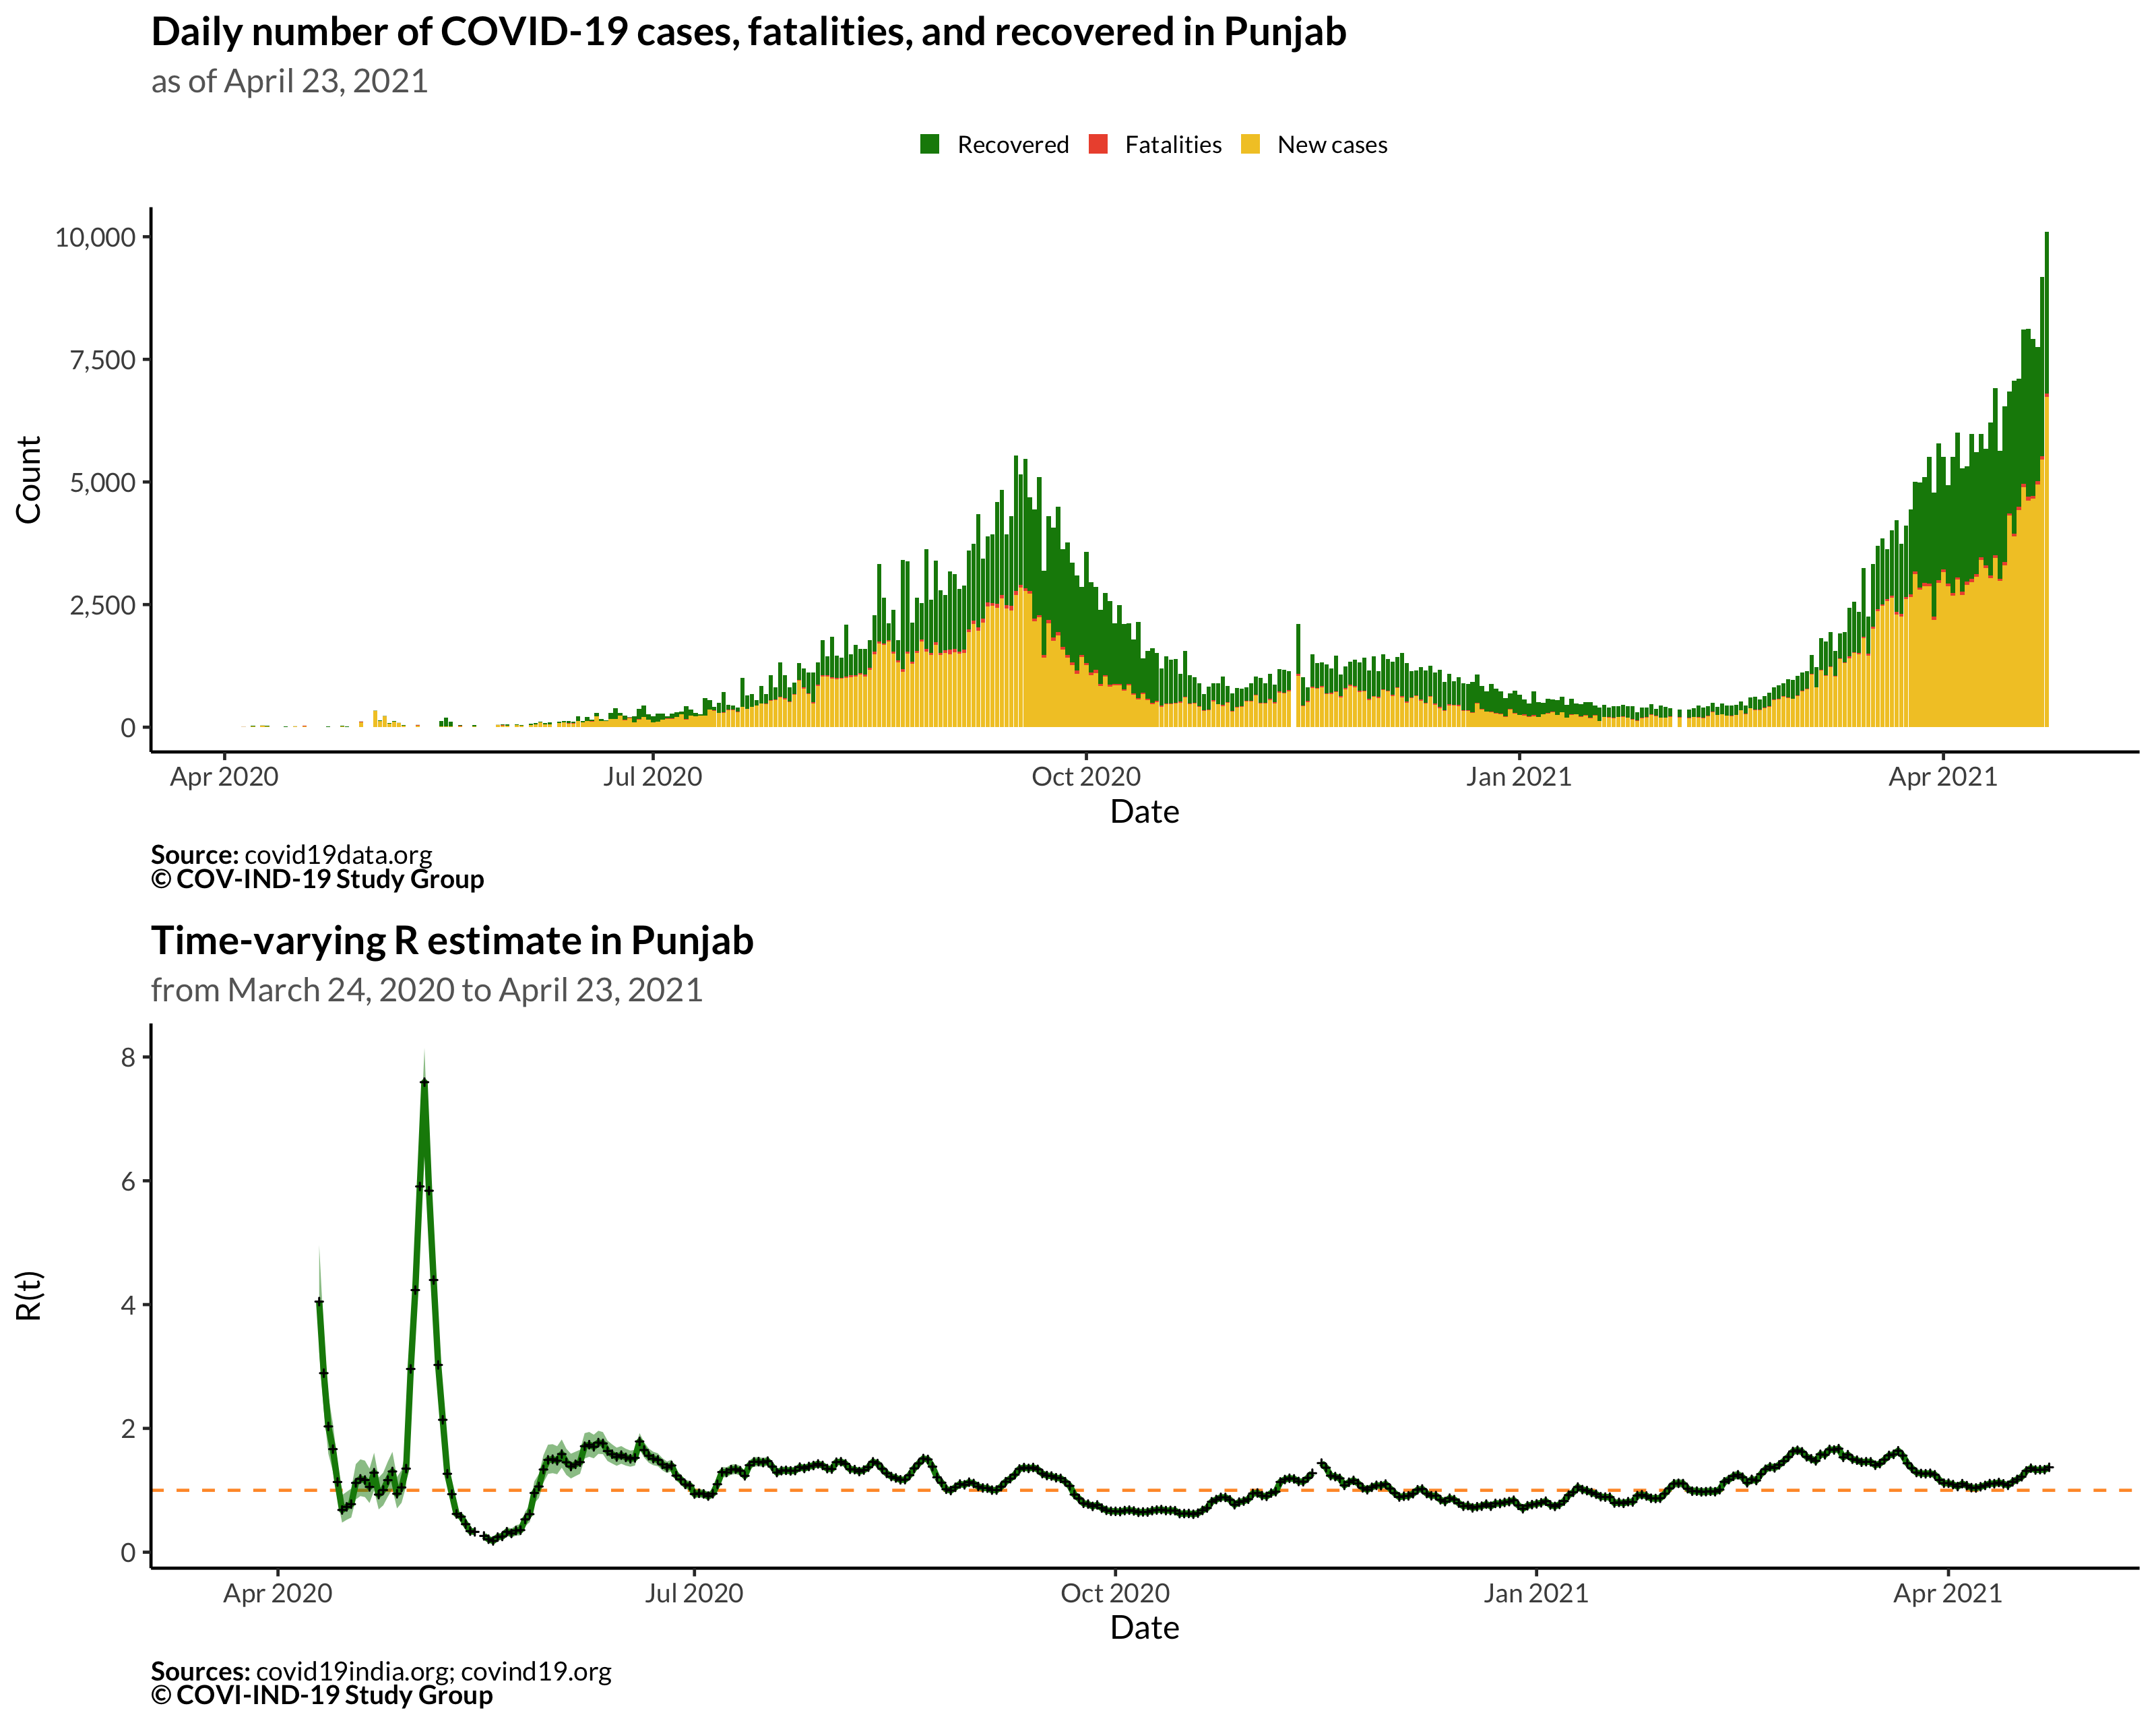 Daily number of COVID-19 cases, fatalities, and recovered in Punjab
as of April 23, 2021
Recovered Fatalities New cases
10,000
7,500
5,000
2,500
0
Count
Apr 2020 Jul 2020 Oct 2020 Jan 2021 Apr 2021
Date
Source: covid19data.org
© COV-IND-19 Study Group
Time-varying R estimate in Punjab
from March 24, 2020 to April 23, 2021
8
6
4
2
0
R(t)
Apr 2020 Jul 2020 Oct 2020 Jan 2021 Apr 2021
Date
Sources: covid19india.org; covind19.org
© COVI-IND-19 Study Group